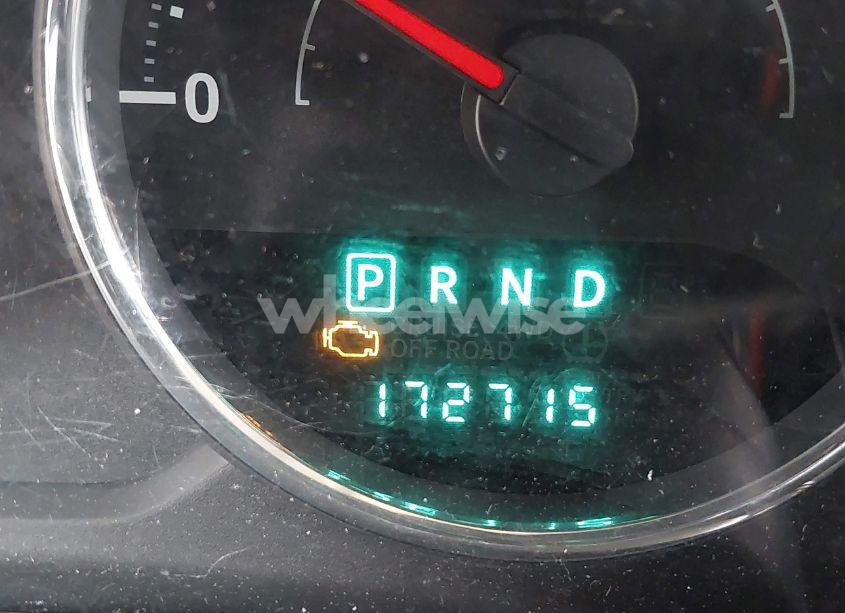 0
P R N D
wheelwise
OFF ROAD
172715